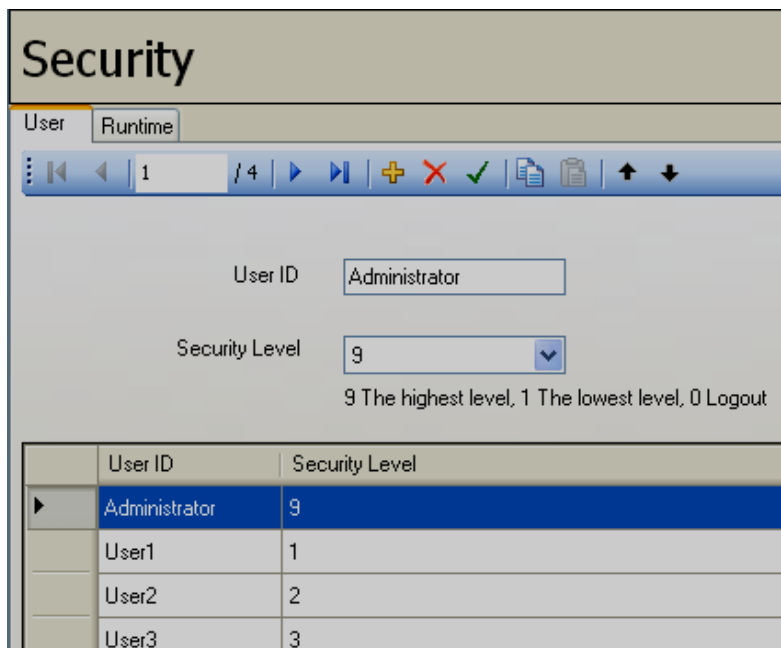 Security
User Runtime
1 / 4
User ID Administrator
Security Level 9
9 The highest level, 1 The lowest level, 0 Logout
User ID Security Level
Administrator 9
User1 1
User2 2
User3 3